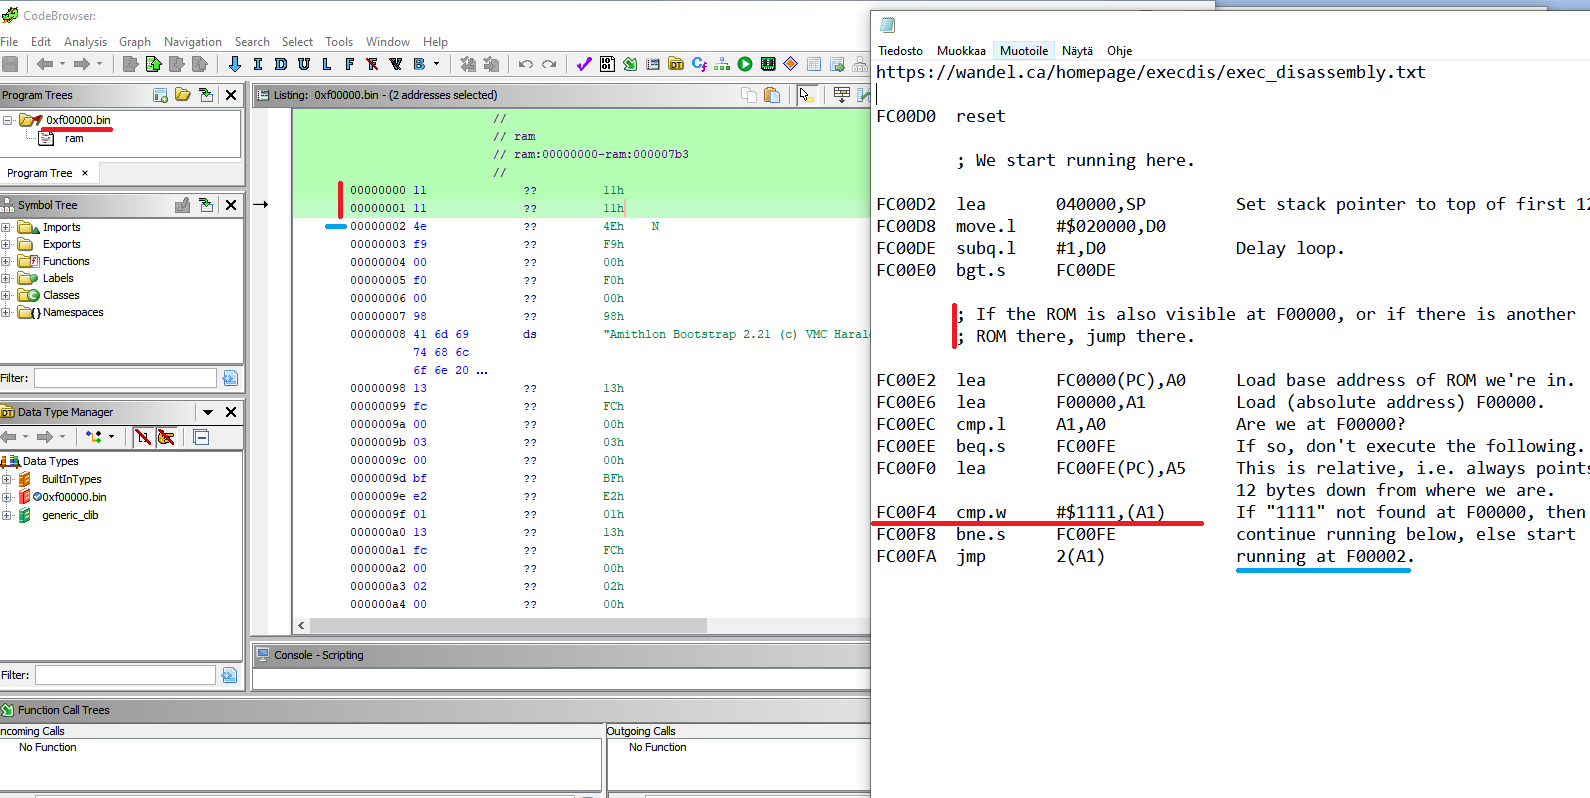 CodeBrowser:
File Edit Analysis Graph Navigation Search Select Tools Window Help
I D U L F F V B
Program Trees
0xf00000.bin
ram
Program Tree ×
Symbol Tree
Imports
Exports
Functions
Labels
Classes
Namespaces
Filter:
Data Type Manager
Data Types
BuiltInTypes
0xf00000.bin
generic_clib
Filter:
Listing: 0xf00000.bin - (2 addresses selected)
//
// ram
// ram:00000000-ram:000007b3
//
00000000 11 ?? 11h
00000001 11 ?? 11h
00000002 4e ?? 4Eh N
00000003 f9 ?? F9h
00000004 00 ?? 00h
00000005 f0 ?? F0h
00000006 00 ?? 00h
00000007 98 ?? 98h
00000008 41 6d 69 ds "Amithlon Bootstrap 2.21 (c) VMC Haral
74 68 6c
6f 6e 20 ...
00000098 13 ?? 13h
00000099 fc ?? FCh
0000009a 00 ?? 00h
0000009b 03 ?? 03h
0000009c 00 ?? 00h
0000009d bf ?? BFh
0000009e e2 ?? E2h
0000009f 01 ?? 01h
000000a0 13 ?? 13h
000000a1 fc ?? FCh
000000a2 00 ?? 00h
000000a3 02 ?? 02h
000000a4 00 ?? 00h
Console - Scripting
Function Call Trees
ncoming Calls
No Function
Outgoing Calls
No Function
Tiedosto Muokkaa Muotoile Näytä Ohje
https://wandel.ca/homepage/execdis/exec_disassembly.txt
FC00D0 reset
; We start running here.
FC00D2 lea 040000,SP Set stack pointer to top of first 12
FC00D8 move.l #$020000,D0
FC00DE subq.l #1,D0 Delay loop.
FC00E0 bgt.s FC00DE
; If the ROM is also visible at F00000, or if there is another
; ROM there, jump there.
FC00E2 lea FC0000(PC),A0 Load base address of ROM we're in.
FC00E6 lea F00000,A1 Load (absolute address) F00000.
FC00EC cmp.l A1,A0 Are we at F00000?
FC00EE beq.s FC00FE If so, don't execute the following.
FC00F0 lea FC00FE(PC),A5 This is relative, i.e. always points
12 bytes down from where we are.
FC00F4 cmp.w #$1111,(A1) If "1111" not found at F00000, then
FC00F8 bne.s FC00FE continue running below, else start
FC00FA jmp 2(A1) running at F00002.